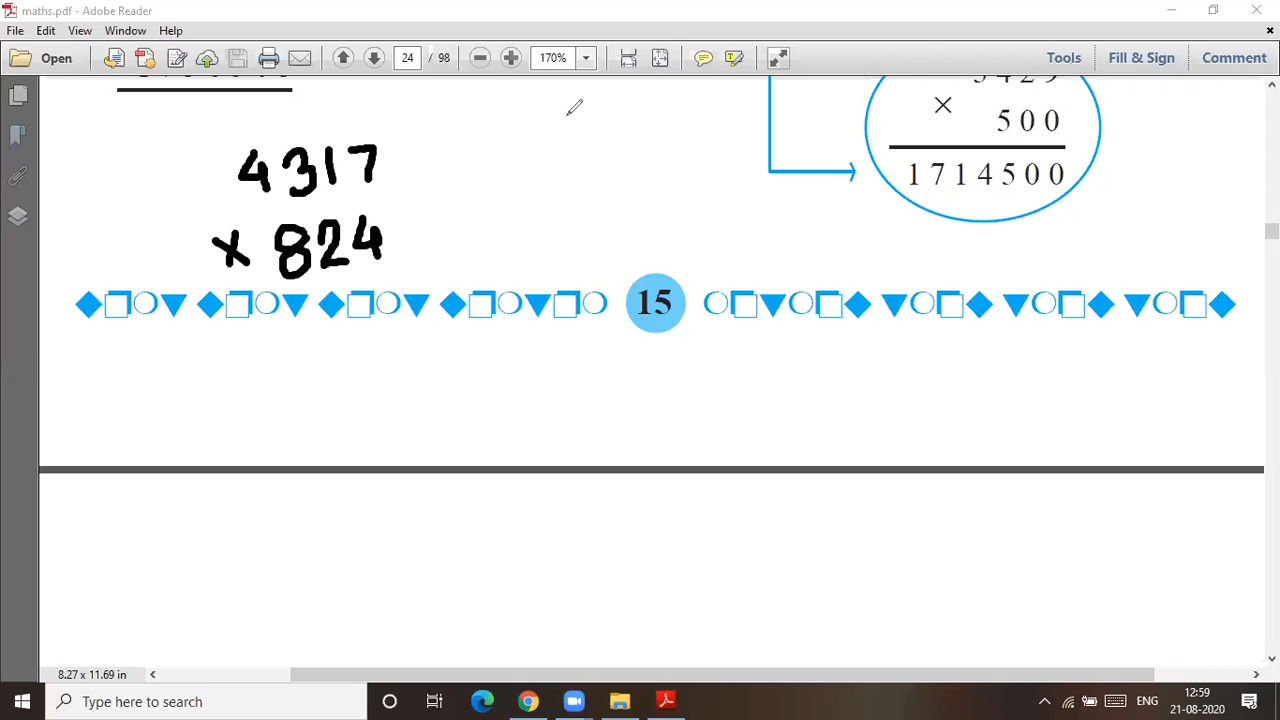 maths.pdf - Adobe Reader
File Edit View Window Help
Open 24 / 98 170% Tools Fill & Sign Comment
4317
× 824
3429
× 500
1714500
15
8.27 x 11.69 in
Type here to search
ENG
12:59
21-08-2020